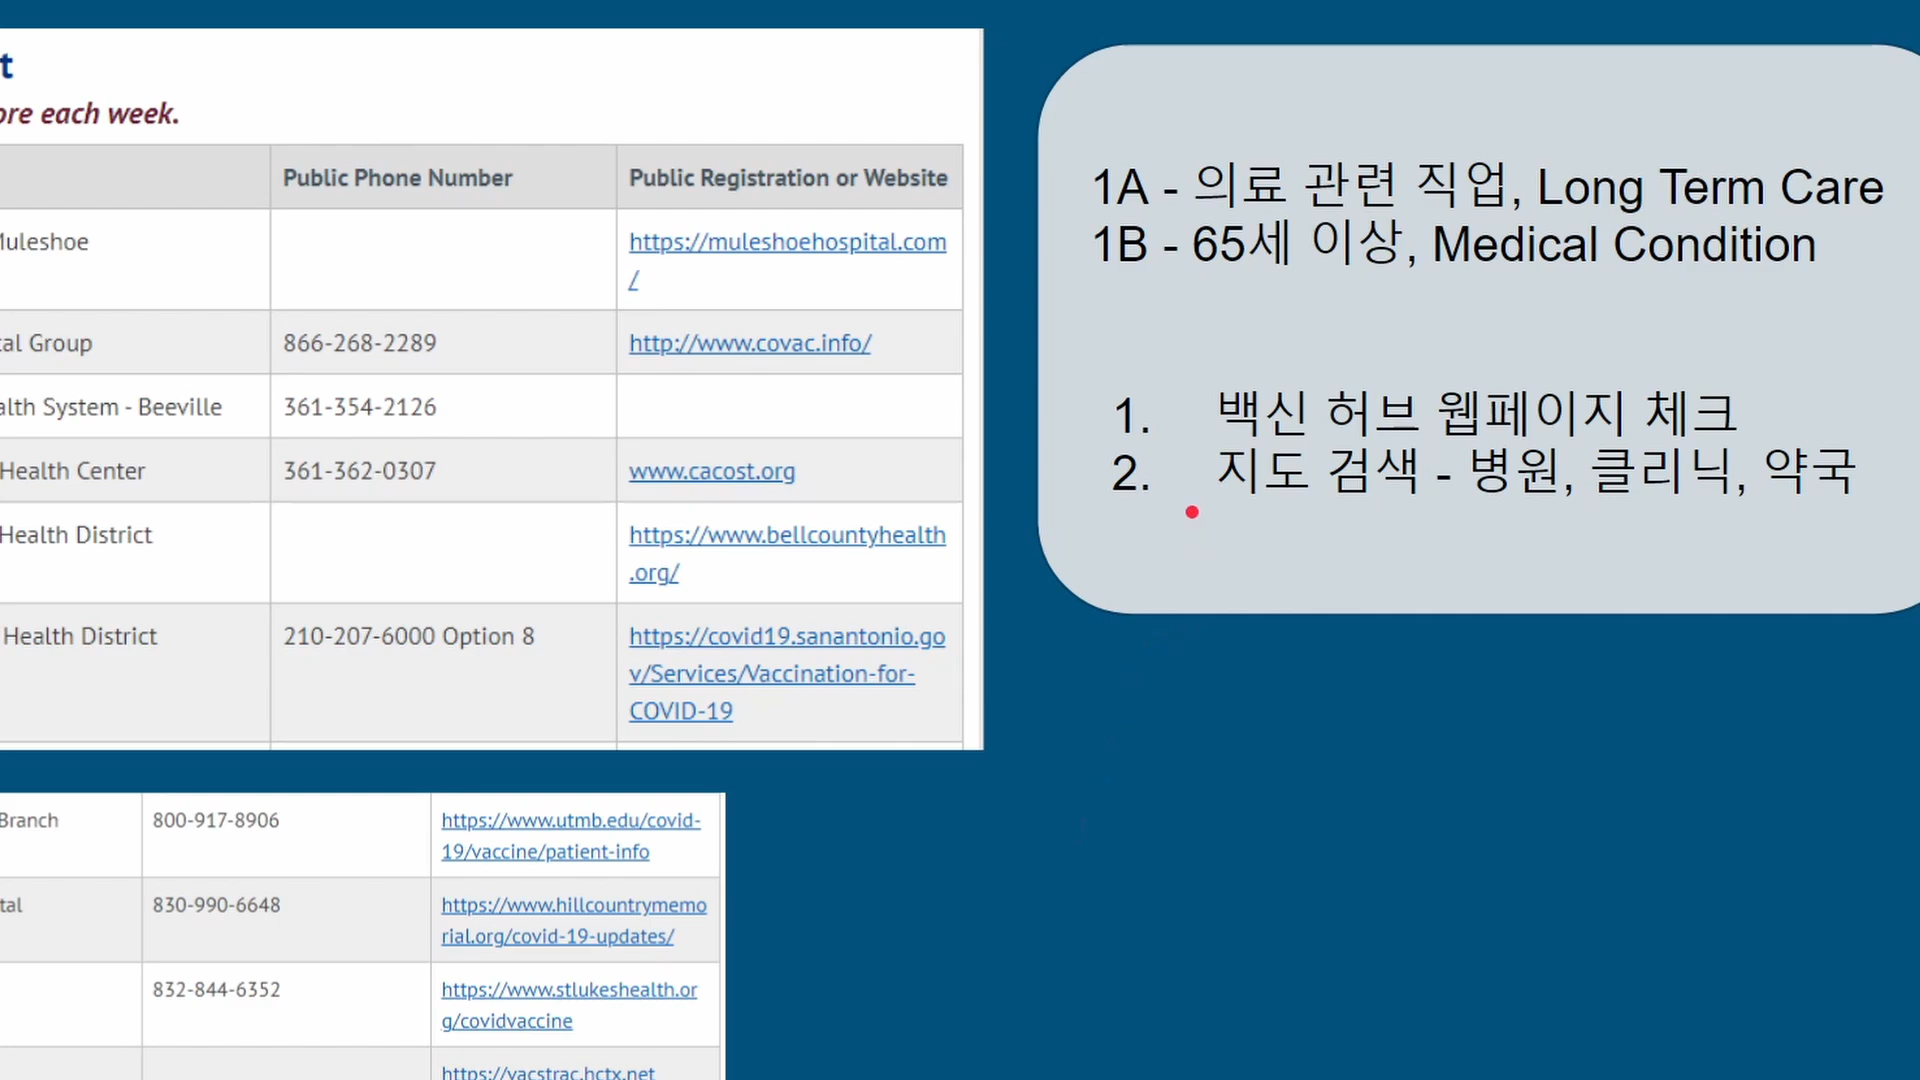 t
ore each week.
Public Phone Number Public Registration or Website
Muleshoe https://muleshoehospital.com
/
tal Group 866-268-2289 http://www.covac.info/
alth System - Beeville 361-354-2126
Health Center 361-362-0307 www.cacost.org
Health District https://www.bellcountyhealth
.org/
Health District 210-207-6000 Option 8 https://covid19.sanantonio.go
v/Services/Vaccination-for-
COVID-19
Branch 800-917-8906 https://www.utmb.edu/covid-
19/vaccine/patient-info
tal 830-990-6648 https://www.hillcountrymemo
rial.org/covid-19-updates/
832-844-6352 https://www.stlukeshealth.or
g/covidvaccine
https://vacstrac.hctx.net
1A - 의료 관련 직업, Long Term Care
1B - 65세 이상, Medical Condition
1. 백신 허브 웹페이지 체크
2. 지도 검색 - 병원, 클리닉, 약국